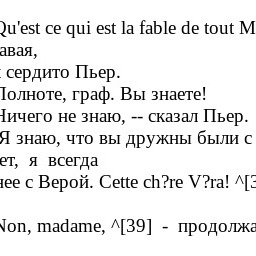 Qu'est ce qui est la fable de tout M
авая,
сердито Пьер.
Полноте, граф. Вы знаете!
Ничего не знаю, -- сказал Пьер.
Я знаю, что вы дружны были с
ет, я всегда
нее с Верой. Cette ch?re V?ra! ^[3
Non, madame, ^[39] - продолжа